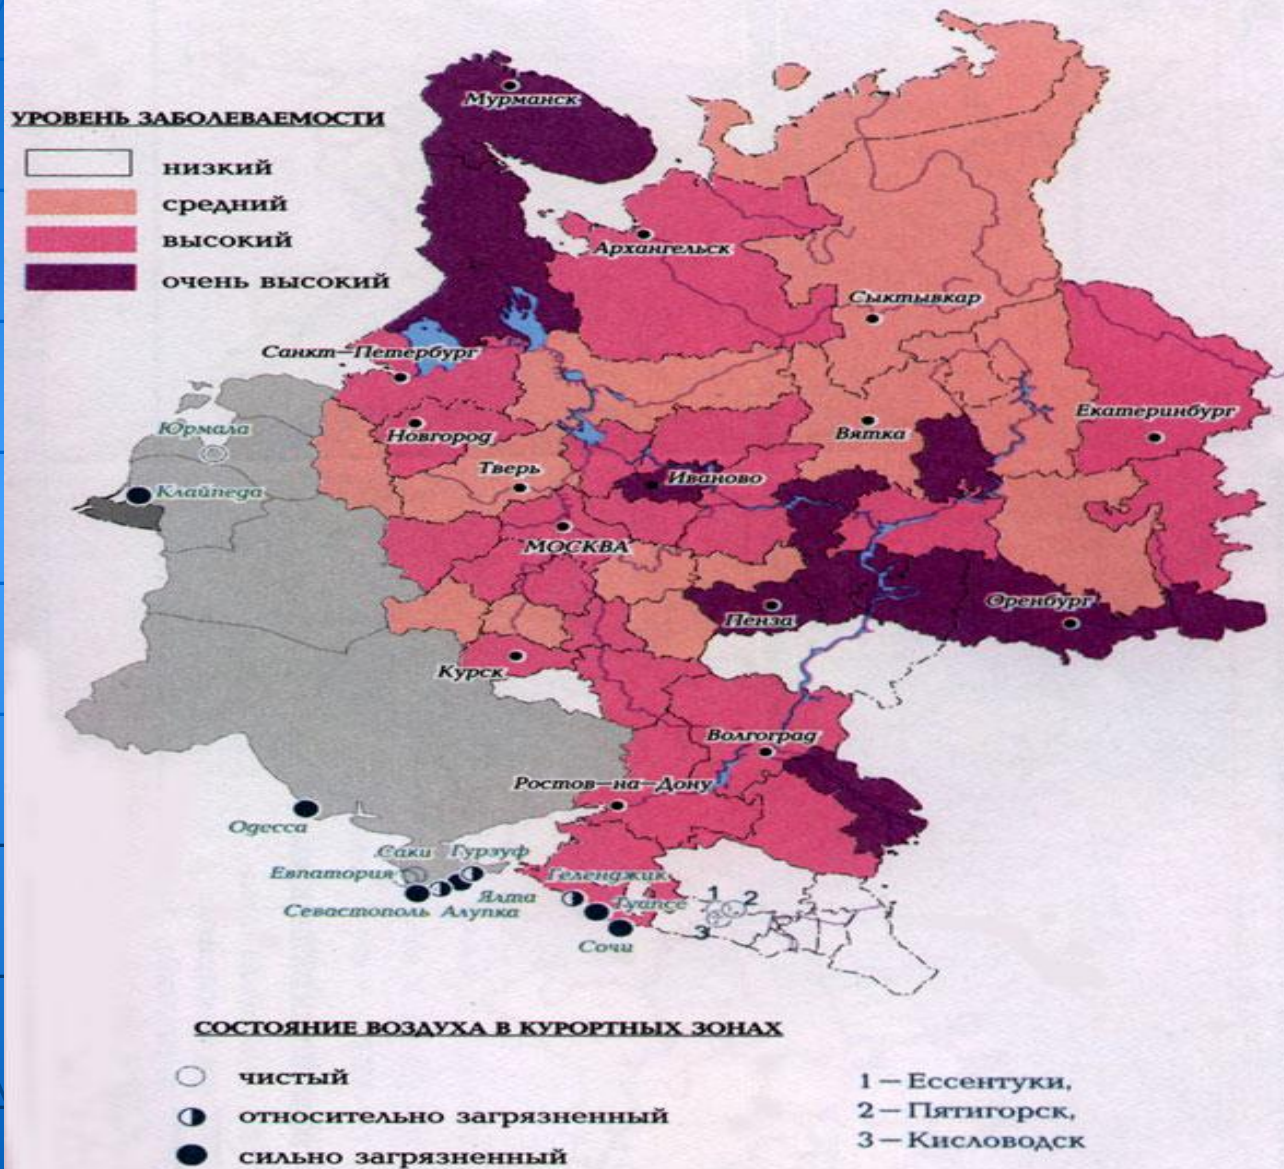 Мурманск
УРОВЕНЬ ЗАБОЛЕВАЕМОСТИ
низкий
средний
высокий
очень высокий
Архангельск
Сыктывкар
Санкт—Петербург
Екатеринбург
Юрмала
Новгород
Вятка
Тверь
Иваново
Клайпеда
МОСКВА
Пенза
Оренбург
Курск
Волгоград
Ростов—на—Дону
Одесса
Саки Гурзуф
Евпатория
Геленджик
Ялта
Туапсе
1 2
Севастополь Алупка
3
Сочи
СОСТОЯНИЕ ВОЗДУХА В КУРОРТНЫХ ЗОНАХ
чистый
относительно загрязненный
сильно загрязненный
1 — Ессентуки,
2 — Пятигорск,
3 — Кисловодск